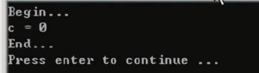 Begin...
c = 0
End...
Press enter to continue ...